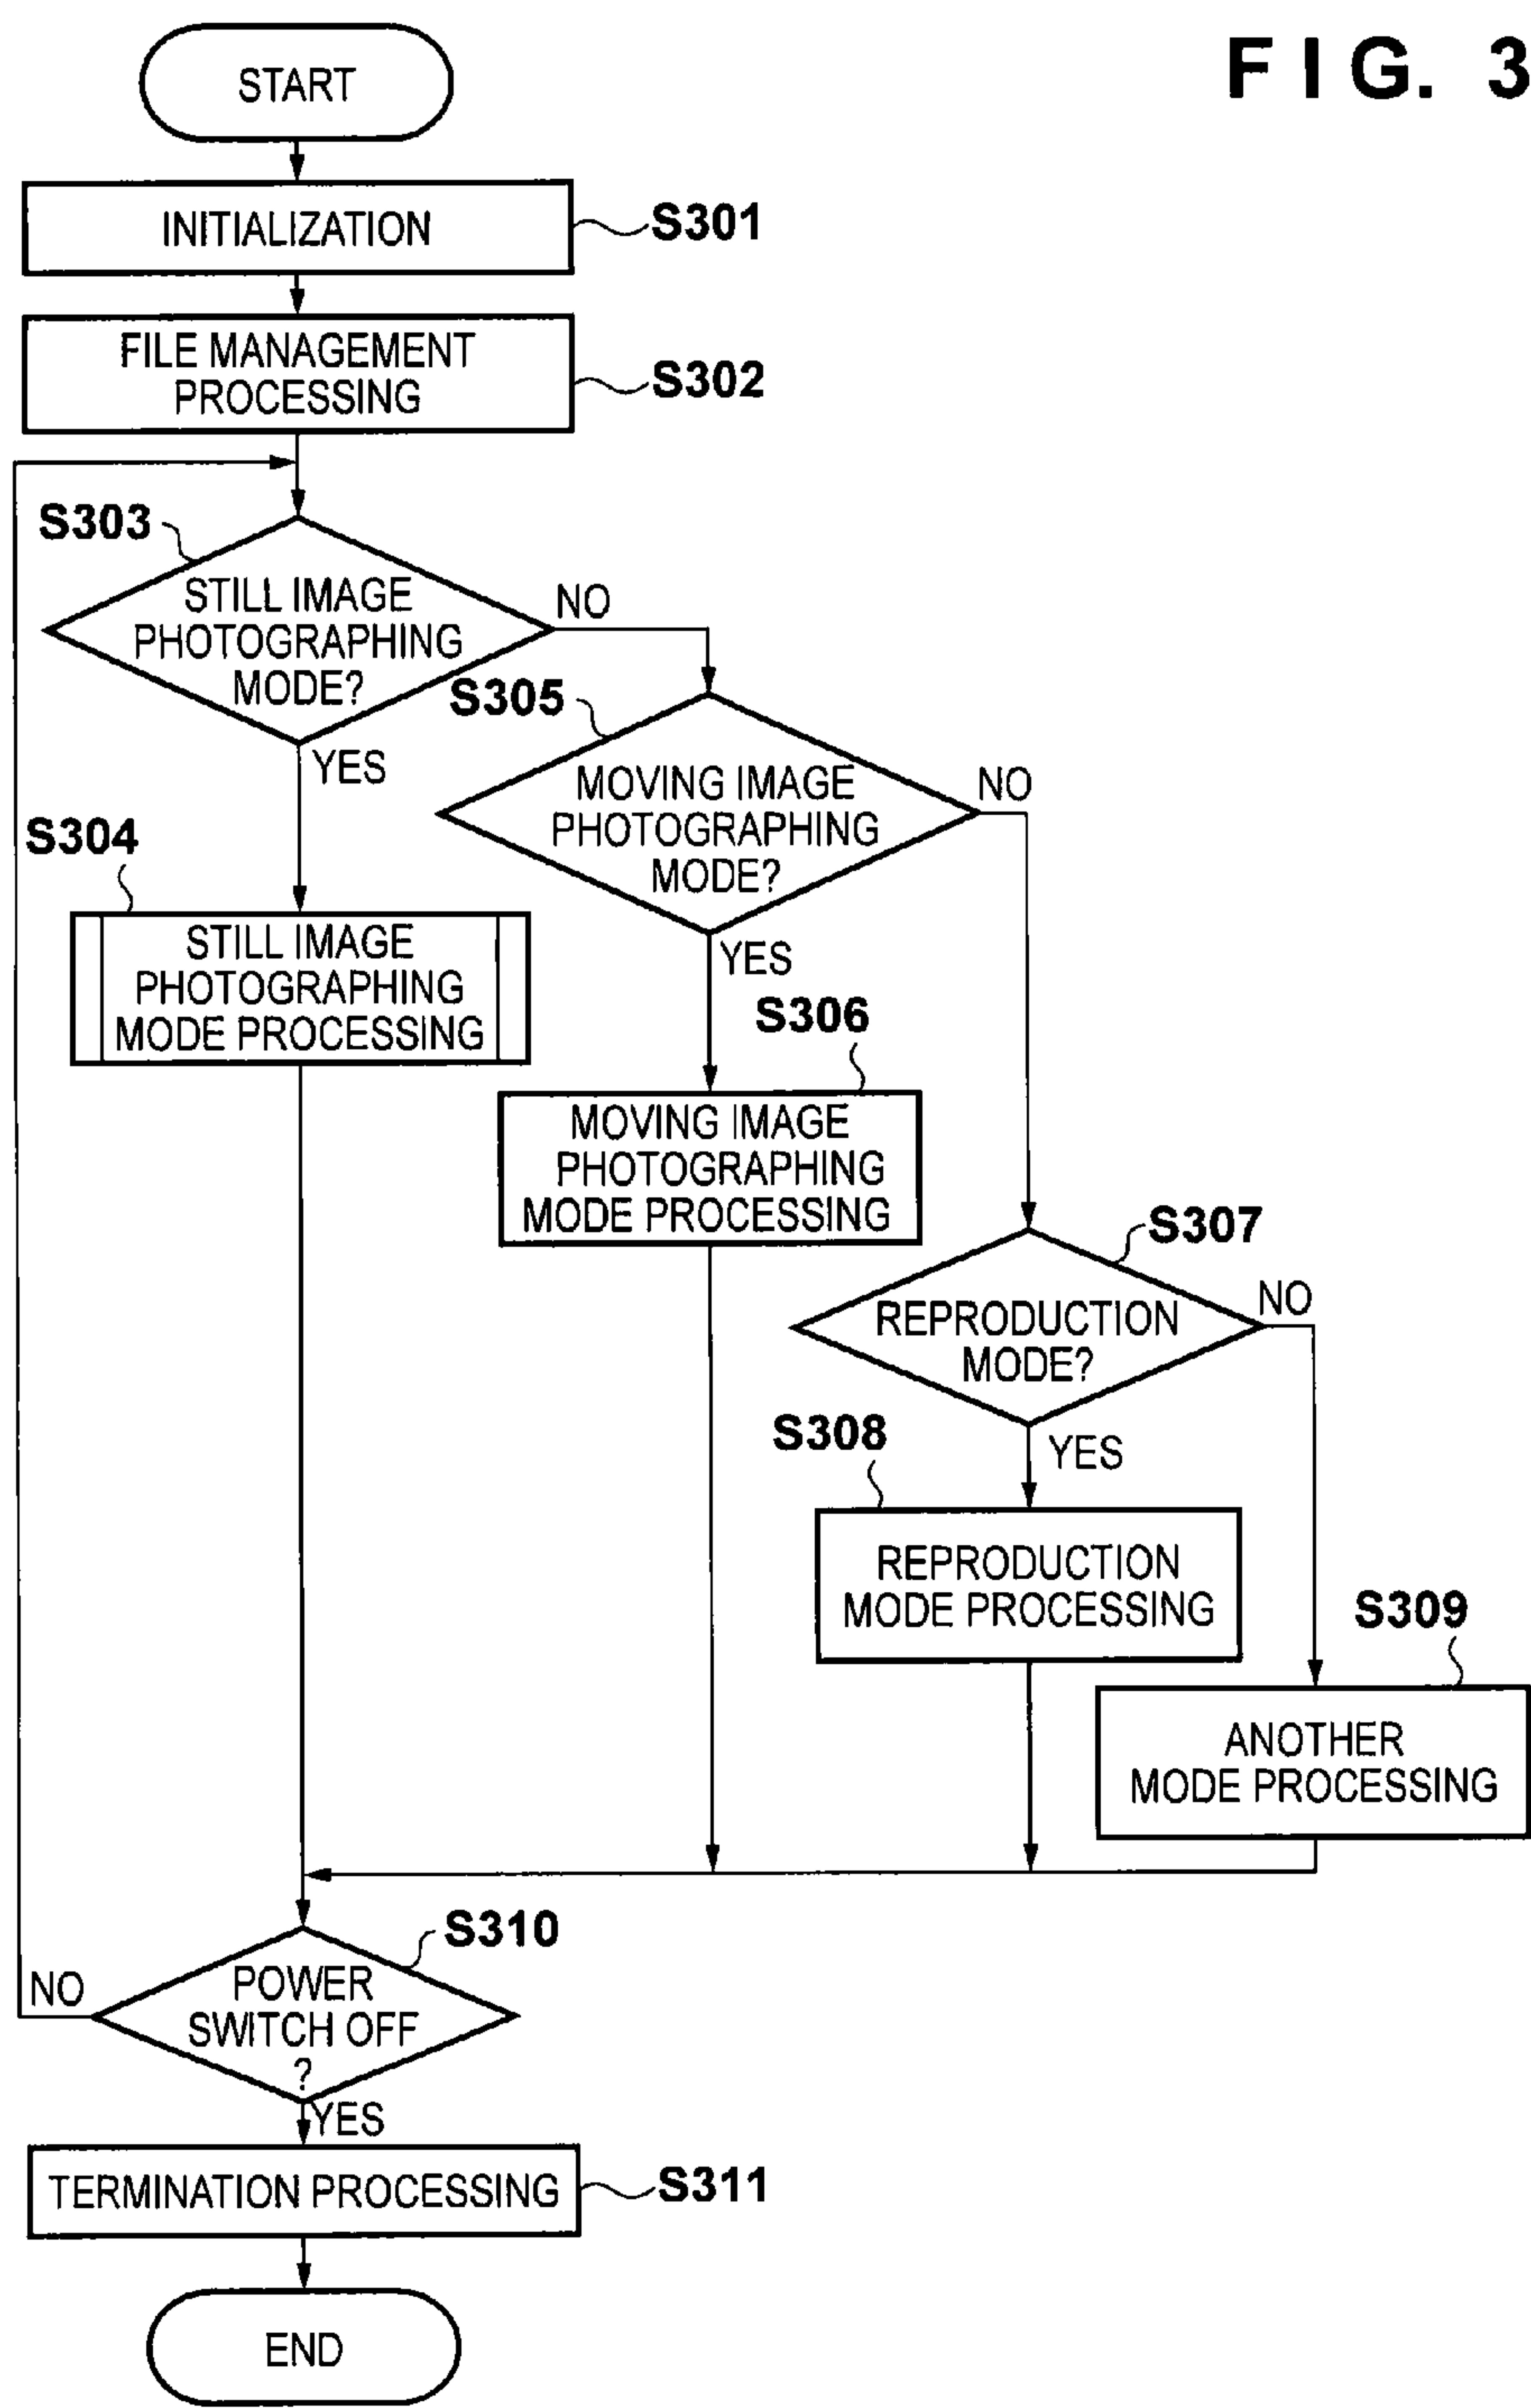 FIG. 3
START
INITIALIZATION
S301
FILE MANAGEMENT
PROCESSING
S302
S303
STILL IMAGE
PHOTOGRAPHING
MODE?
NO
YES
S305
MOVING IMAGE
PHOTOGRAPHING
MODE?
NO
YES
S304
STILL IMAGE
PHOTOGRAPHING
MODE PROCESSING
S306
MOVING IMAGE
PHOTOGRAPHING
MODE PROCESSING
S307
REPRODUCTION
MODE?
NO
YES
S308
REPRODUCTION
MODE PROCESSING
S309
ANOTHER
MODE PROCESSING
S310
POWER
SWITCH OFF
?
NO
YES
TERMINATION PROCESSING
S311
END